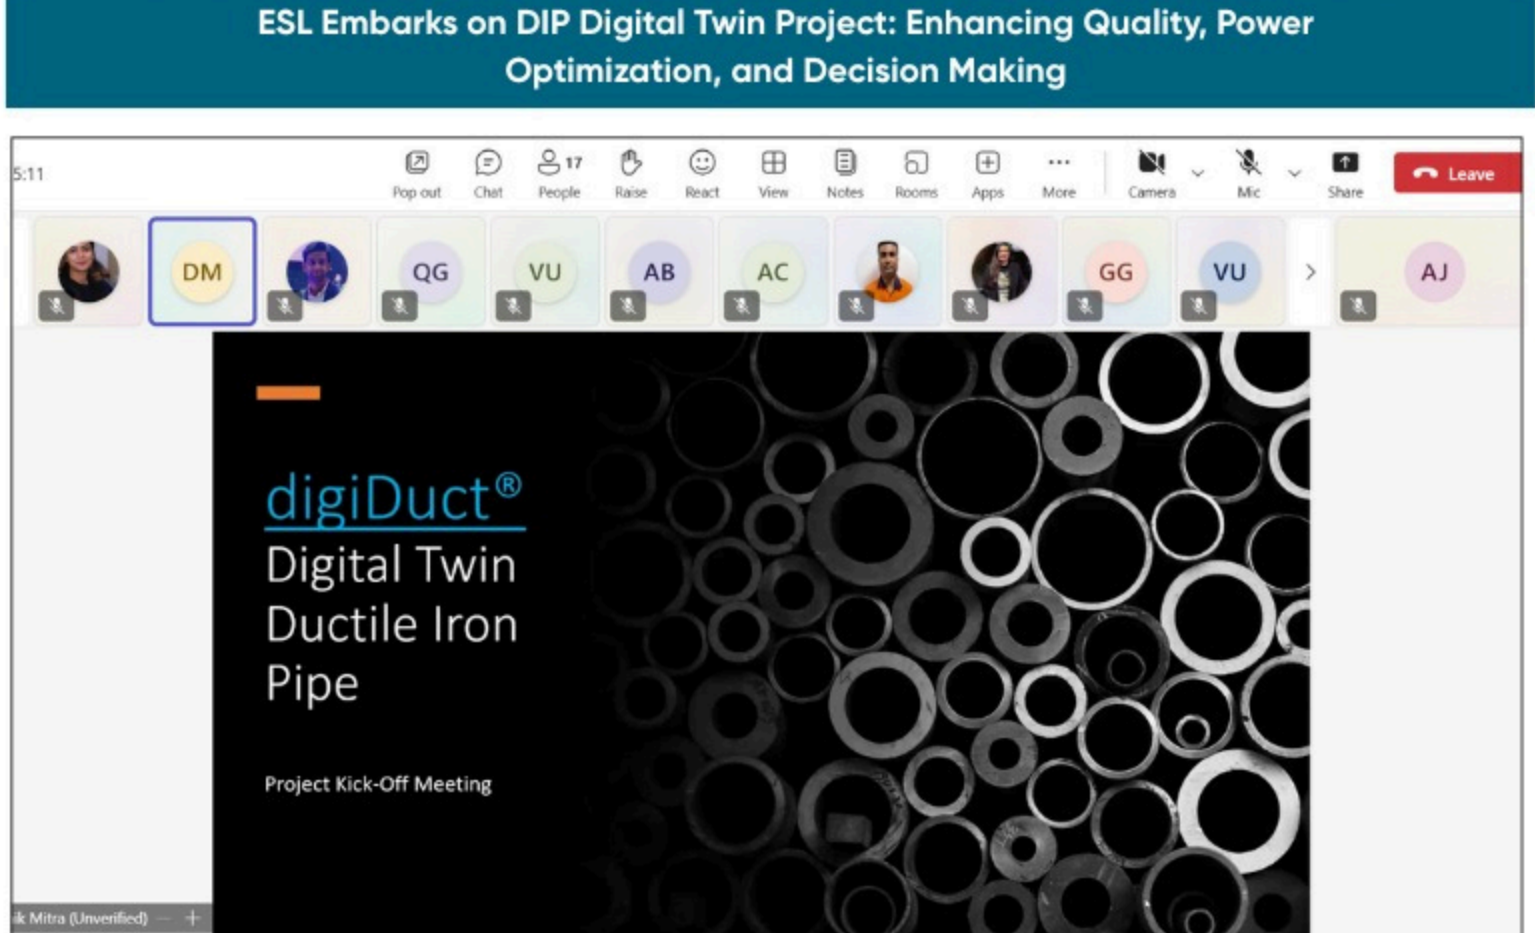 ESL Embarks on DIP Digital Twin Project: Enhancing Quality, Power
Optimization, and Decision Making
5:11
Pop out
Chat
17
People
Raise
React
View
Notes
Rooms
Apps
More
Camera
Mic
Share
Leave
DM
QG
VU
AB
AC
GG
VU
AJ
digiDuct®
Digital Twin
Ductile Iron
Pipe
Project Kick-Off Meeting
ik Mitra (Unverified)